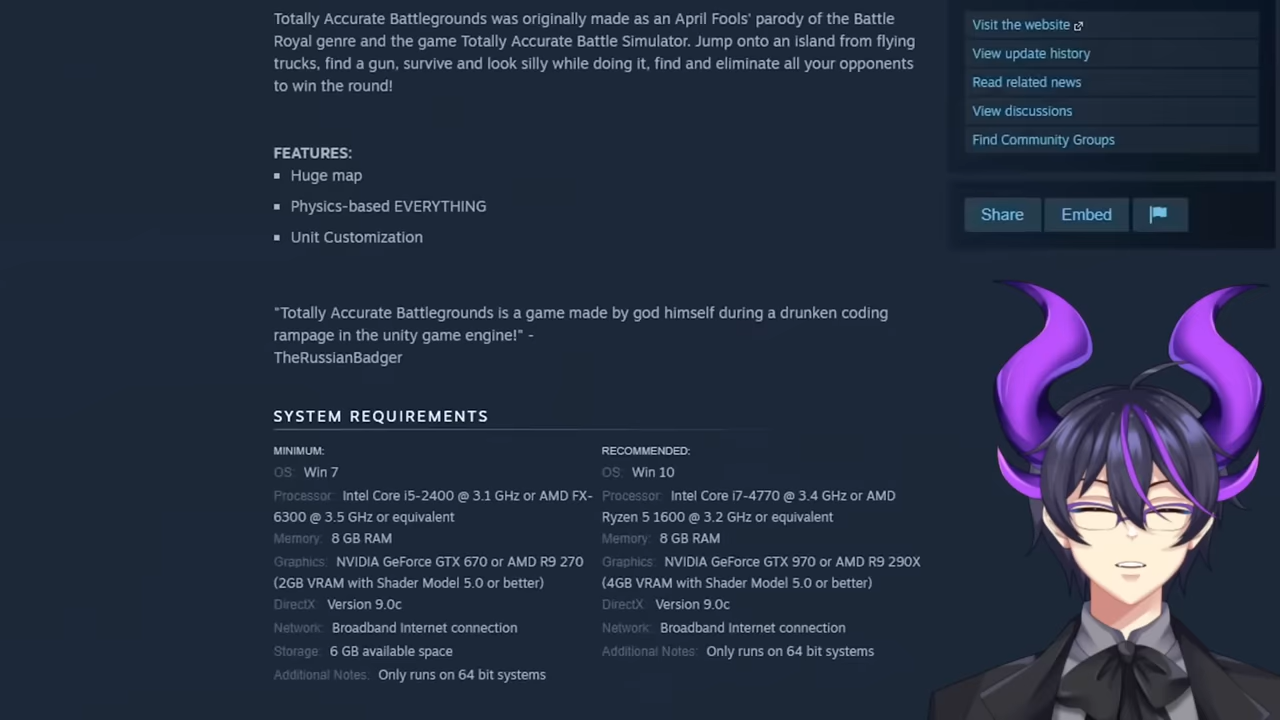 Totally Accurate Battlegrounds was originally made as an April Fools' parody of the Battle
Royal genre and the game Totally Accurate Battle Simulator. Jump onto an island from flying
trucks, find a gun, survive and look silly while doing it, find and eliminate all your opponents
to win the round!
FEATURES:
Huge map
Physics-based EVERYTHING
Unit Customization
"Totally Accurate Battlegrounds is a game made by god himself during a drunken coding
rampage in the unity game engine!" -
TheRussianBadger
SYSTEM REQUIREMENTS
MINIMUM:
OS: Win 7
Processor: Intel Core i5-2400 @ 3.1 GHz or AMD FX-
6300 @ 3.5 GHz or equivalent
Memory: 8 GB RAM
Graphics: NVIDIA GeForce GTX 670 or AMD R9 270
(2GB VRAM with Shader Model 5.0 or better)
DirectX: Version 9.0c
Network: Broadband Internet connection
Storage: 6 GB available space
Additional Notes: Only runs on 64 bit systems
RECOMMENDED:
OS: Win 10
Processor: Intel Core i7-4770 @ 3.4 GHz or AMD
Ryzen 5 1600 @ 3.2 GHz or equivalent
Memory: 8 GB RAM
Graphics: NVIDIA GeForce GTX 970 or AMD R9 290X
(4GB VRAM with Shader Model 5.0 or better)
DirectX: Version 9.0c
Network: Broadband Internet connection
Additional Notes: Only runs on 64 bit systems
Visit the website
View update history
Read related news
View discussions
Find Community Groups
Share Embed